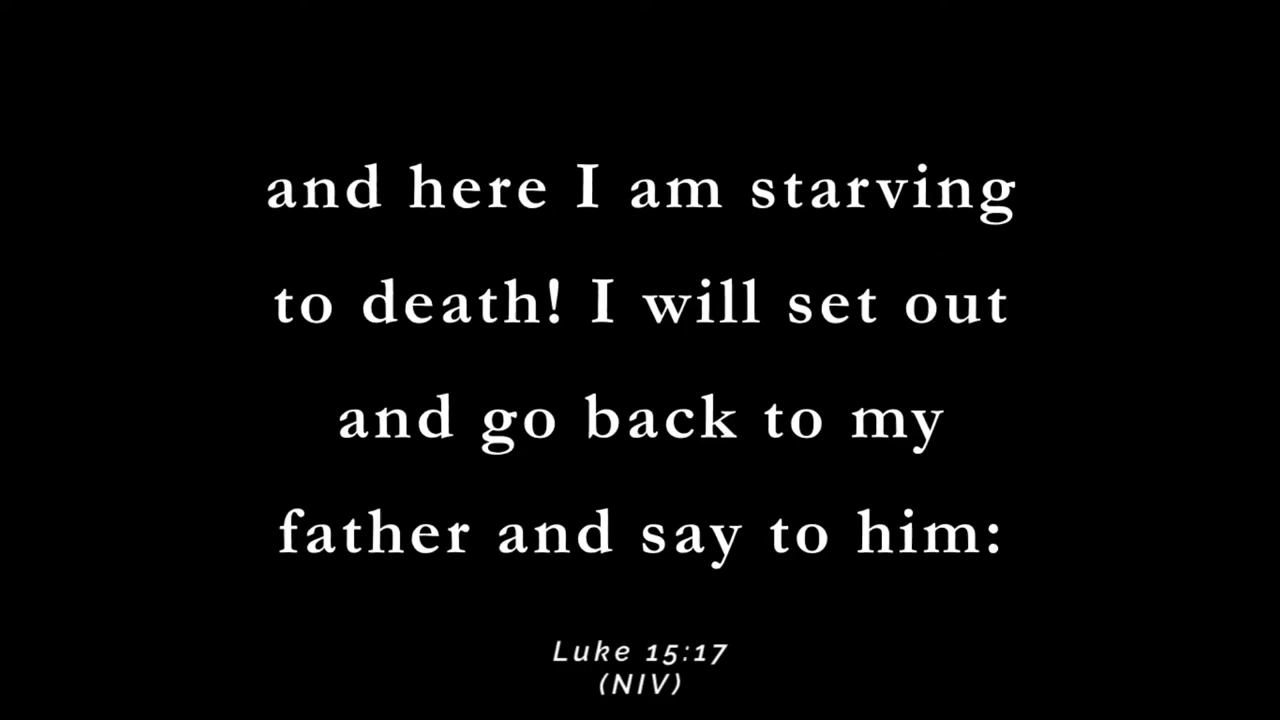 and here I am starving
to death! I will set out
and go back to my
father and say to him:
Luke 15:17
(NIV)